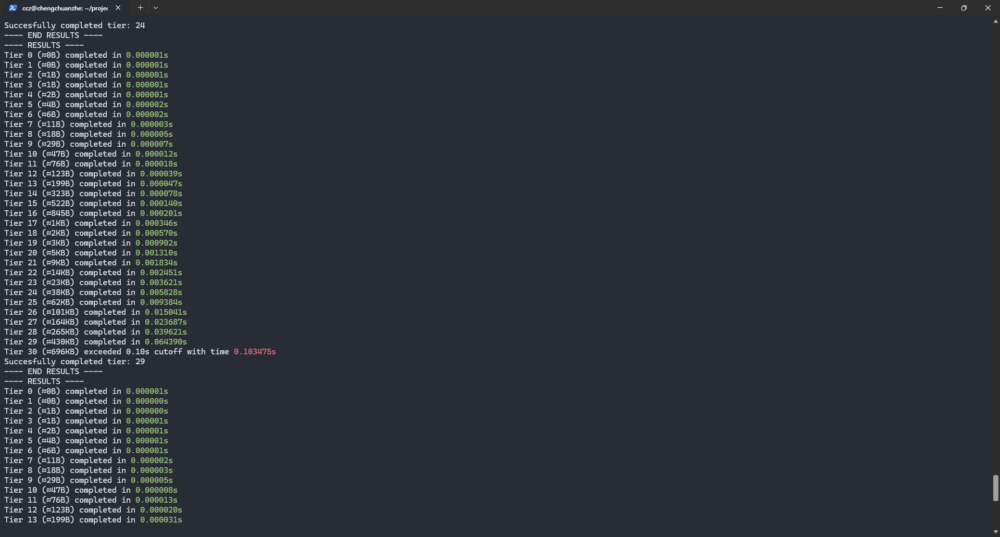 ccz@chengchuanzhe: ~/projec
Succesfully completed tier: 24
---- END RESULTS ----
---- RESULTS ----
Tier 0 (≈0B) completed in 0.000001s
Tier 1 (≈0B) completed in 0.000001s
Tier 2 (≈1B) completed in 0.000001s
Tier 3 (≈1B) completed in 0.000001s
Tier 4 (≈2B) completed in 0.000001s
Tier 5 (≈4B) completed in 0.000002s
Tier 6 (≈6B) completed in 0.000002s
Tier 7 (≈11B) completed in 0.000003s
Tier 8 (≈18B) completed in 0.000005s
Tier 9 (≈29B) completed in 0.000007s
Tier 10 (≈47B) completed in 0.000012s
Tier 11 (≈76B) completed in 0.000018s
Tier 12 (≈123B) completed in 0.000039s
Tier 13 (≈199B) completed in 0.000047s
Tier 14 (≈323B) completed in 0.000078s
Tier 15 (≈522B) completed in 0.000140s
Tier 16 (≈845B) completed in 0.000201s
Tier 17 (≈1KB) completed in 0.000346s
Tier 18 (≈2KB) completed in 0.000570s
Tier 19 (≈3KB) completed in 0.000902s
Tier 20 (≈5KB) completed in 0.001310s
Tier 21 (≈9KB) completed in 0.001834s
Tier 22 (≈14KB) completed in 0.002451s
Tier 23 (≈23KB) completed in 0.003621s
Tier 24 (≈38KB) completed in 0.005828s
Tier 25 (≈62KB) completed in 0.009384s
Tier 26 (≈101KB) completed in 0.015041s
Tier 27 (≈164KB) completed in 0.023687s
Tier 28 (≈265KB) completed in 0.039621s
Tier 29 (≈430KB) completed in 0.064390s
Tier 30 (≈696KB) exceeded 0.10s cutoff with time 0.103475s
Succesfully completed tier: 29
---- END RESULTS ----
---- RESULTS ----
Tier 0 (≈0B) completed in 0.000001s
Tier 1 (≈0B) completed in 0.000000s
Tier 2 (≈1B) completed in 0.000000s
Tier 3 (≈1B) completed in 0.000001s
Tier 4 (≈2B) completed in 0.000001s
Tier 5 (≈4B) completed in 0.000001s
Tier 6 (≈6B) completed in 0.000001s
Tier 7 (≈11B) completed in 0.000002s
Tier 8 (≈18B) completed in 0.000003s
Tier 9 (≈29B) completed in 0.000005s
Tier 10 (≈47B) completed in 0.000008s
Tier 11 (≈76B) completed in 0.000013s
Tier 12 (≈123B) completed in 0.000020s
Tier 13 (≈199B) completed in 0.000031s